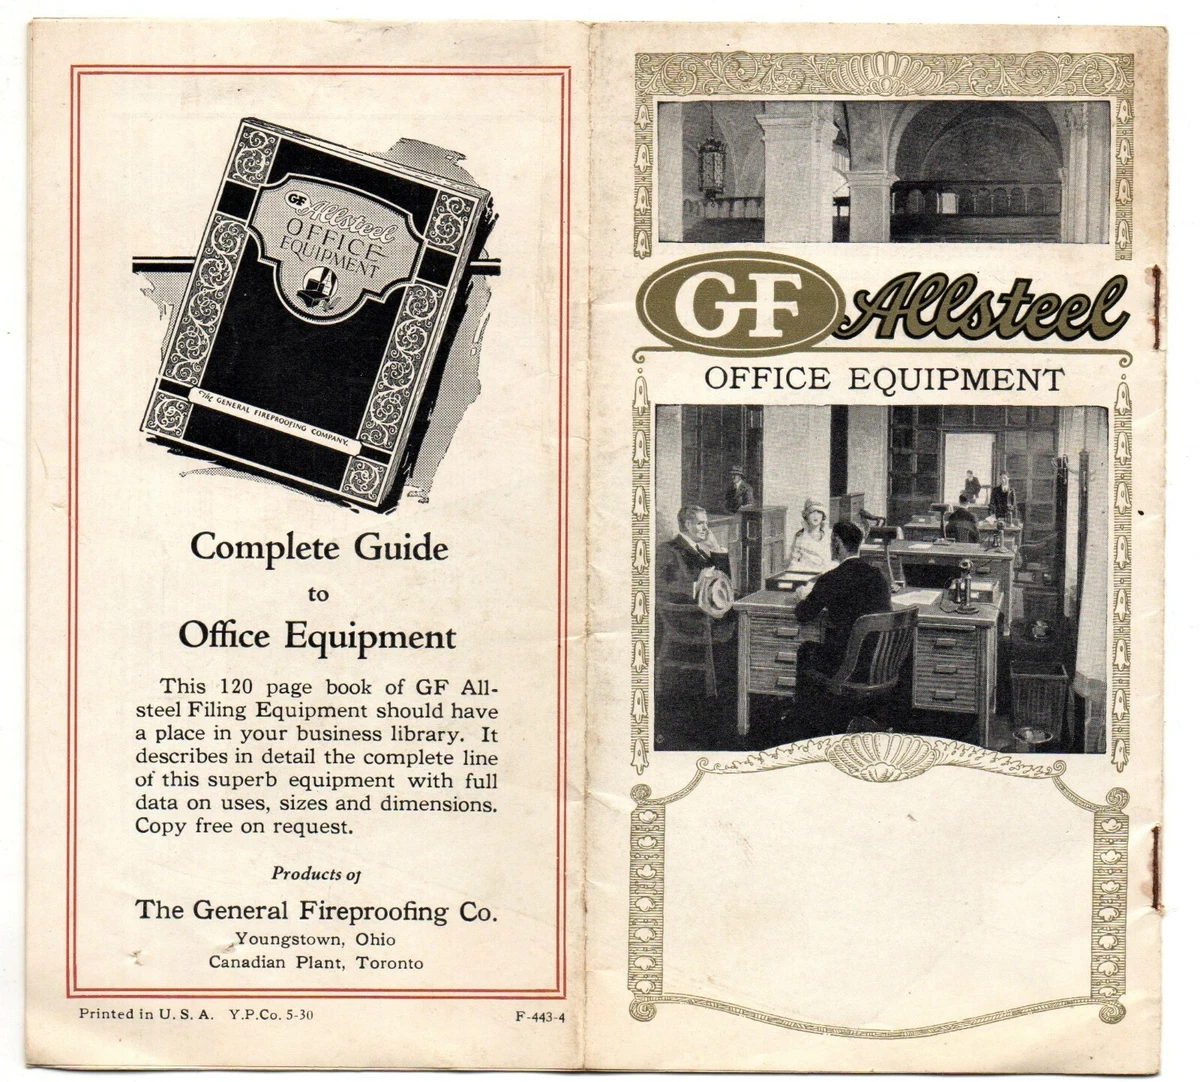 GF Allsteel
OFFICE
EQUIPMENT
The GENERAL FIREPROOFING COMPANY.
Complete Guide
to
Office Equipment
This 120 page book of GF All-
steel Filing Equipment should have
a place in your business library. It
describes in detail the complete line
of this superb equipment with full
data on uses, sizes and dimensions.
Copy free on request.
Products of
The General Fireproofing Co.
Youngstown, Ohio
Canadian Plant, Toronto
Printed in U. S. A. Y.P.Co. 5-30
F-443-4
GF Allsteel
OFFICE EQUIPMENT